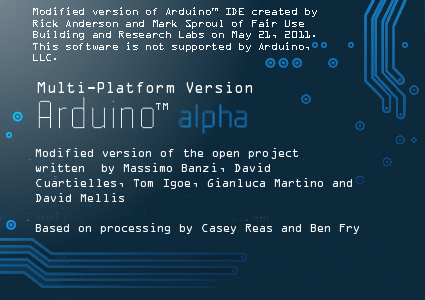 Modified version of Arduino™ IDE created by
Rick Anderson and Mark Sproul of Fair Use
Building and Research Labs on May 21, 2011.
This software is not supported by Arduino,
LLC.
Multi-Platform Version
Arduino™ alpha
Modified version of the open project
written  by Massimo Banzi, David
Cuartielles, Tom Igoe, Gianluca Martino and
David Mellis
Based on processing by Casey Reas and Ben Fry